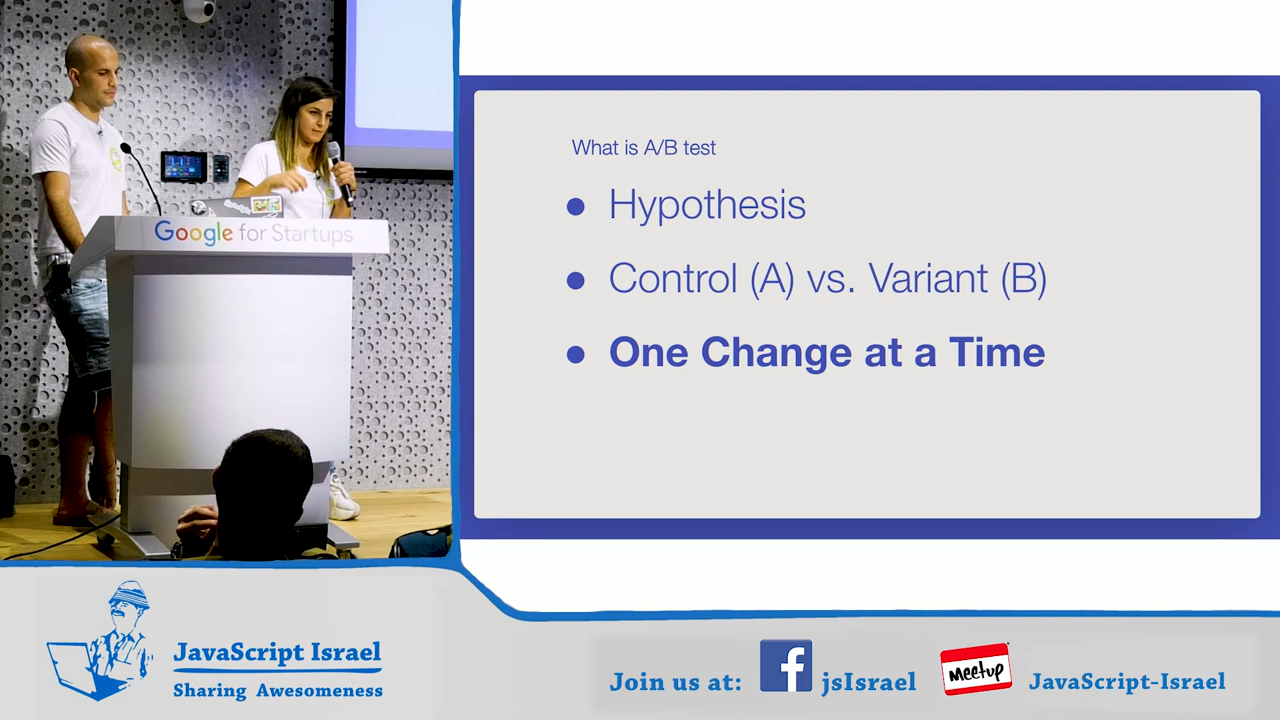 Google for Startups
What is A/B test
● Hypothesis
● Control (A) vs. Variant (B)
● One Change at a Time
JavaScript Israel
Sharing Awesomeness
Join us at:
f
jsIsrael
Meetup
JavaScript-Israel